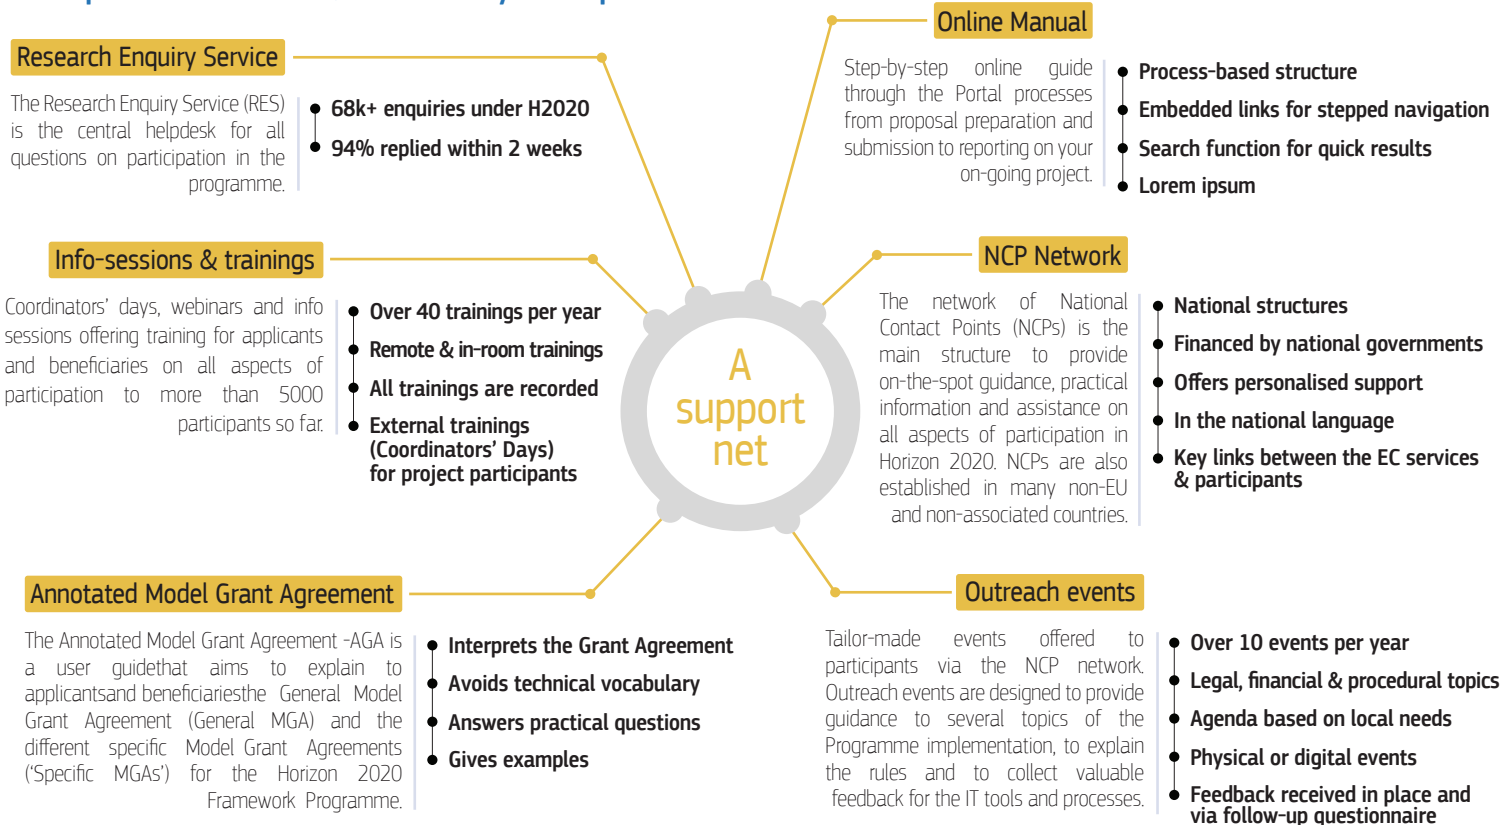 Research Enquiry Service
The Research Enquiry Service (RES)
is the central helpdesk for all
questions on participation in the
programme.
68k+ enquiries under H2020
94% replied within 2 weeks
Online Manual
Step-by-step online guide
through the Portal processes
from proposal preparation and
submission to reporting on your
on-going project.
Process-based structure
Embedded links for stepped navigation
Search function for quick results
Lorem ipsum
Info-sessions & trainings
Coordinators’ days, webinars and info
sessions offering training for applicants
and beneficiaries on all aspects of
participation to more than 5000
participants so far.
Over 40 trainings per year
Remote & in-room trainings
All trainings are recorded
External trainings
(Coordinators’ Days)
for project participants
A
support
net
NCP Network
The network of National
Contact Points (NCPs) is the
main structure to provide
on-the-spot guidance, practical
information and assistance on
all aspects of participation in
Horizon 2020. NCPs are also
established in many non-EU
and non-associated countries.
National structures
Financed by national governments
Offers personalised support
In the national language
Key links between the EC services
& participants
Annotated Model Grant Agreement
The Annotated Model Grant Agreement -AGA is
a user guidethat aims to explain to
applicantsand beneficiariesthe General Model
Grant Agreement (General MGA) and the
different specific Model Grant Agreements
(‘Specific MGAs’) for the Horizon 2020
Framework Programme.
Interprets the Grant Agreement
Avoids technical vocabulary
Answers practical questions
Gives examples
Outreach events
Tailor-made events offered to
participants via the NCP network.
Outreach events are designed to provide
guidance to several topics of the
Programme implementation, to explain
the rules and to collect valuable
feedback for the IT tools and processes.
Over 10 events per year
Legal, financial & procedural topics
Agenda based on local needs
Physical or digital events
Feedback received in place and
via follow-up questionnaire